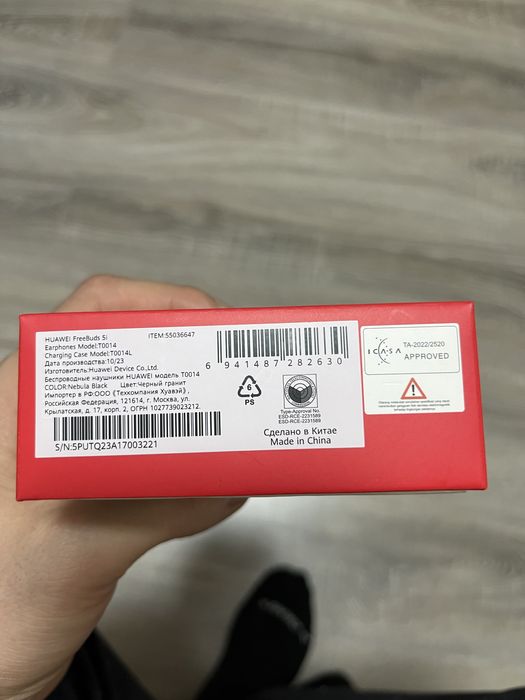 HUAWEI FreeBuds 5i ITEM:55036647
Earphones Model:T0014
Charging Case Model:T0014L
Дата производства:10/23
Изготовитель:Huawei Device Co.,Ltd.
Беспроводные наушники HUAWEI модель T0014
COLOR:Nebula Black Цвет:Черный гранит
Импортер в РФ:ООО (Техкомпания Хуавэй),
Российская Федерация, 121614, г. Москва, ул.
Крылатская, д. 17, корп. 2, ОГРН 1027739023212.
S/N:5PUTQ23A17003221
6 941487 282630
6
PS
Type-Approval No.
ESD-RCE-2231589
ESD-RCE-2231589
Сделано в Китае
Made in China
ICASA
TA-2022/2520
APPROVED